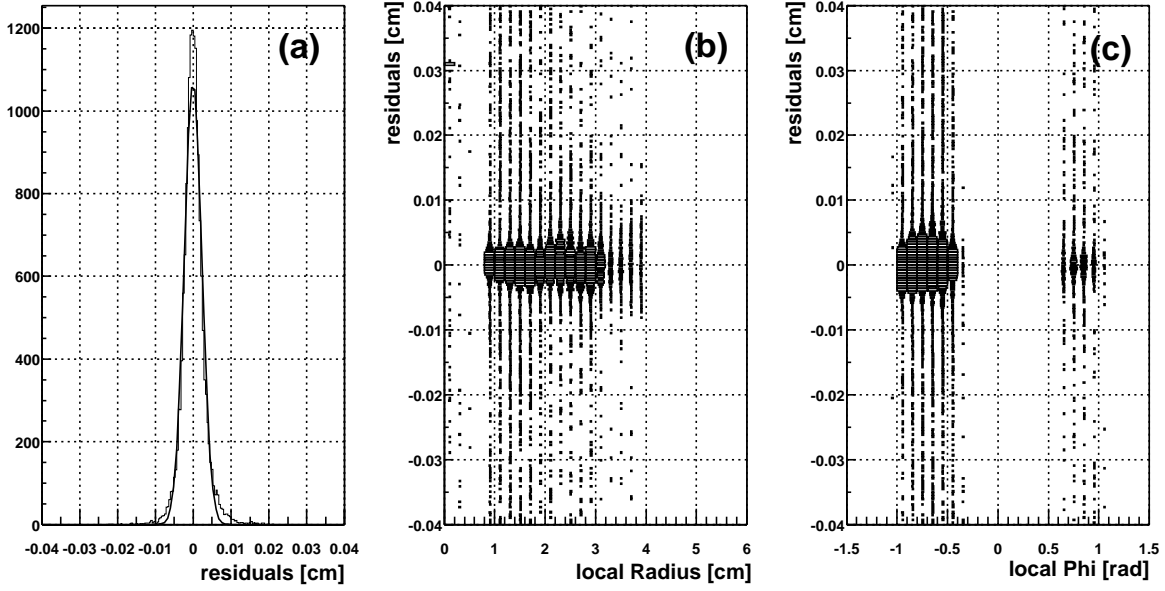 (a)
1200
1000
800
600
400
200
0
-0.04 -0.03 -0.02 -0.01 0 0.01 0.02 0.03 0.04
residuals [cm]
(b)
residuals [cm]
0.04
0.03
0.02
0.01
0
-0.01
-0.02
-0.03
-0.04
0 1 2 3 4 5 6
local Radius [cm]
(c)
residuals [cm]
0.04
0.03
0.02
0.01
0
-0.01
-0.02
-0.03
-0.04
-1.5 -1 -0.5 0 0.5 1 1.5
local Phi [rad]